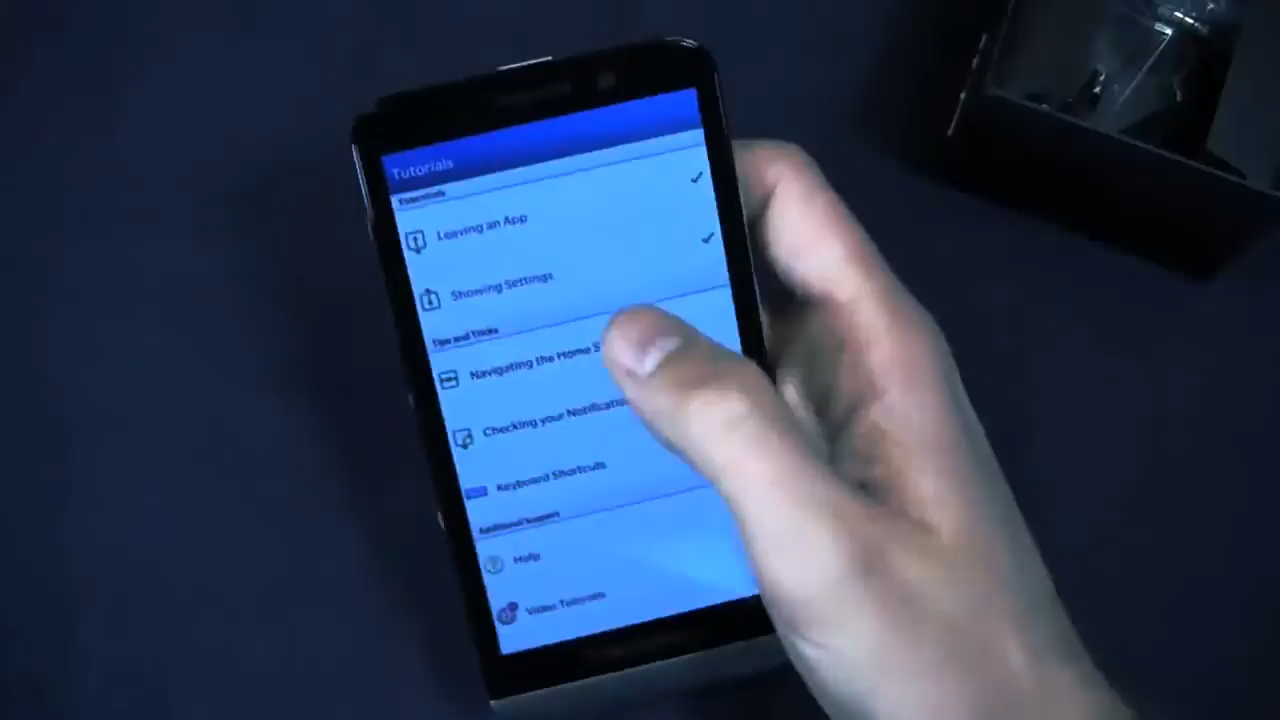 Tutorials
Essentials
Leaving an App
Showing Settings
Tips and Tricks
Navigating the Home S
Checking your Notificatio
Keyboard Shortcuts
Additional Support
Help
Video Tutorials